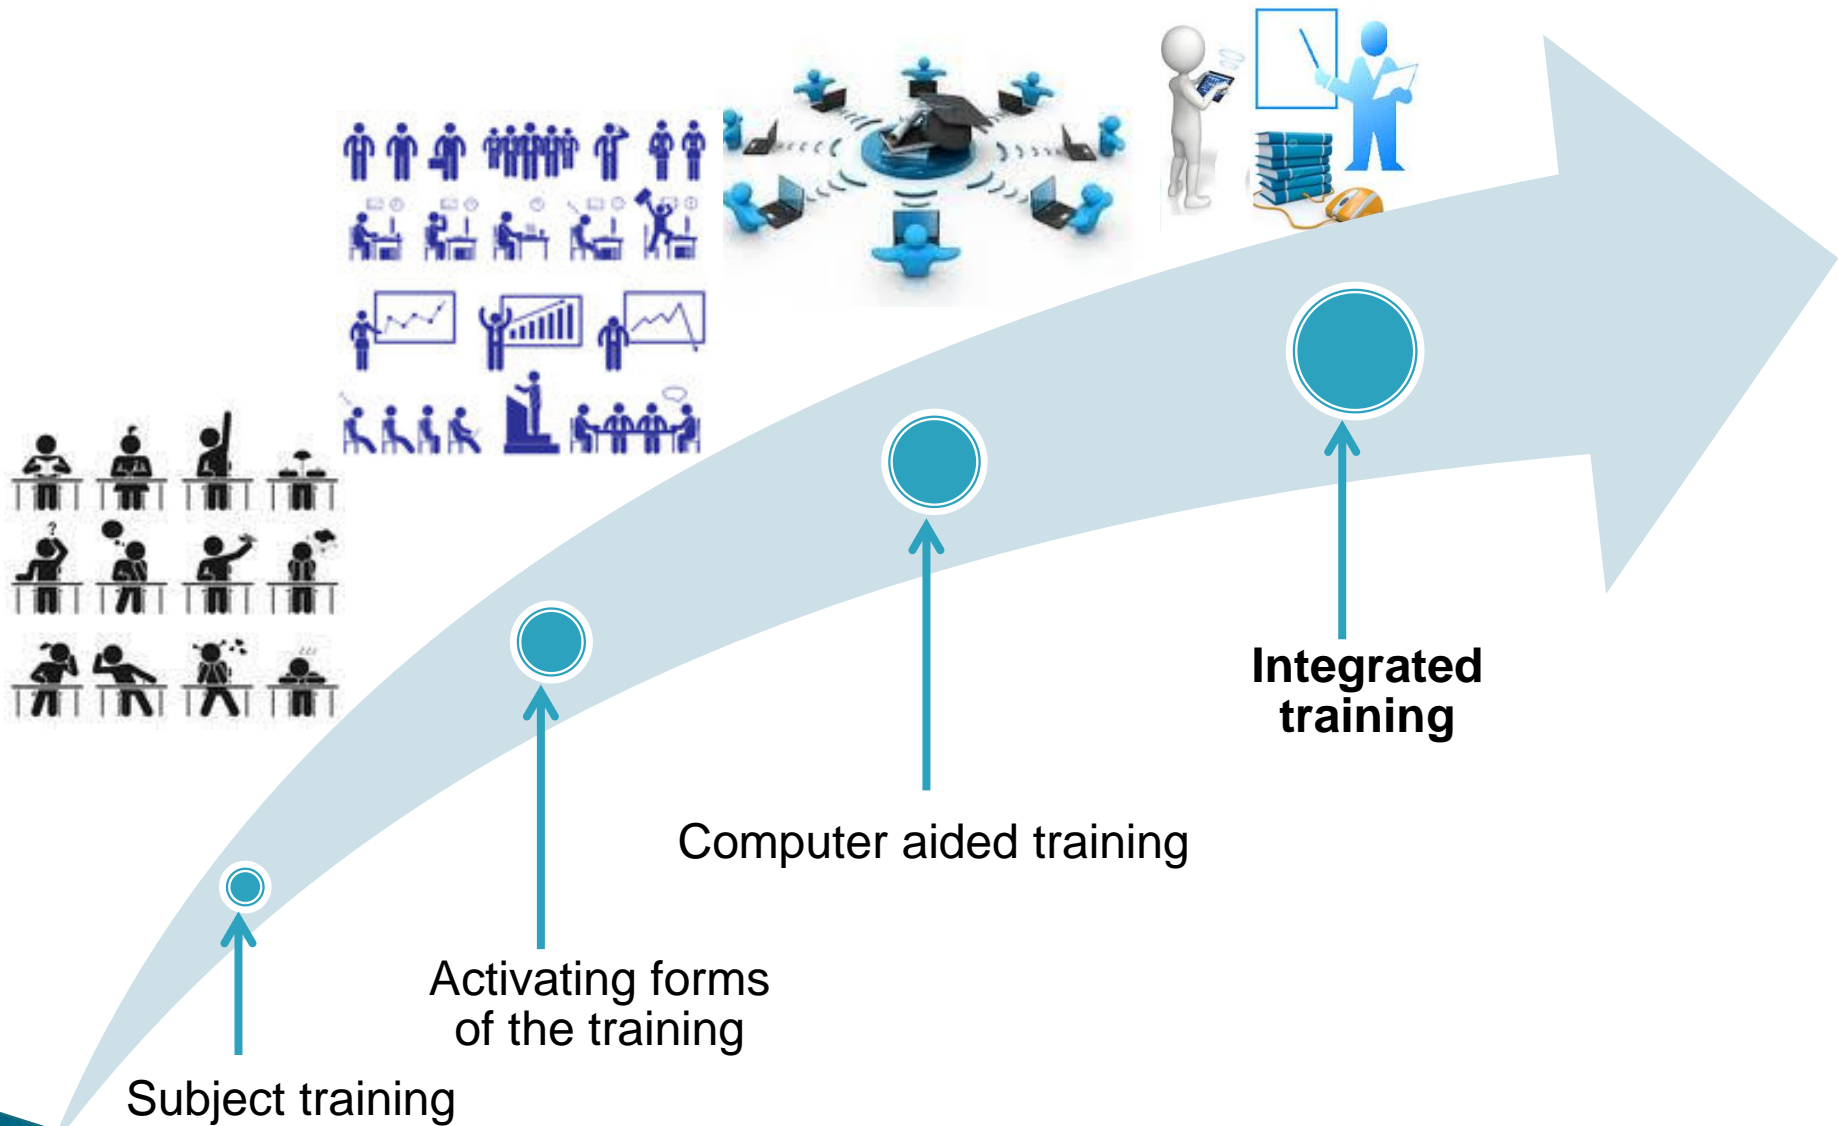 Integrated
training
Computer aided training
Activating forms
of the training
Subject training